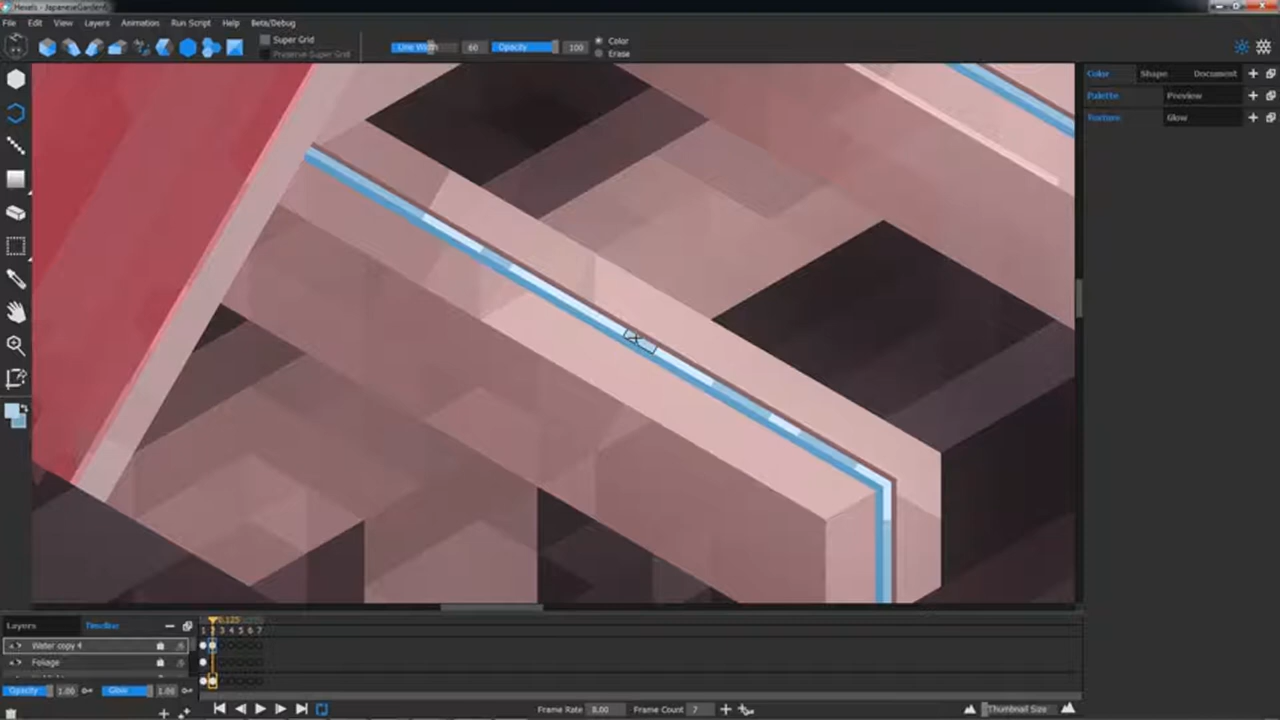 Hexels - JapaneseGarden6
File Edit View Layers Animation Run Script Help Beta/Debug
Super Grid
Preserve Super Grid
Line Width 60 Opacity 100
Color
Erase
Color Shape Document
Palette Preview
Texture Glow
Layers Timeline
0.125
1 2 3 4 5 6 7
Water copy 4
Foliage
Opacity 1.00 Glow 1.00
Frame Rate 8.00 Frame Count 7 Thumbnail Size